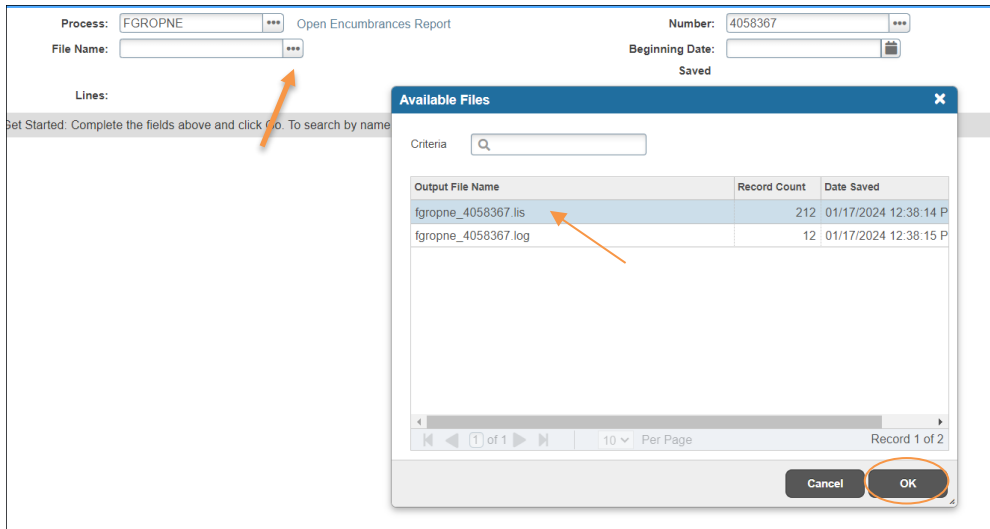 Process: FGROPNE ••• Open Encumbrances Report Number: 4058367 •••
File Name: ••• Beginning Date:
Saved
Lines:
Get Started: Complete the fields above and click Go. To search by name
Available Files
Criteria
Output File Name Record Count Date Saved
fgropne_4058367.lis 212 01/17/2024 12:38:14 P
fgropne_4058367.log 12 01/17/2024 12:38:15 P
1 of 1 10 Per Page Record 1 of 2
Cancel OK